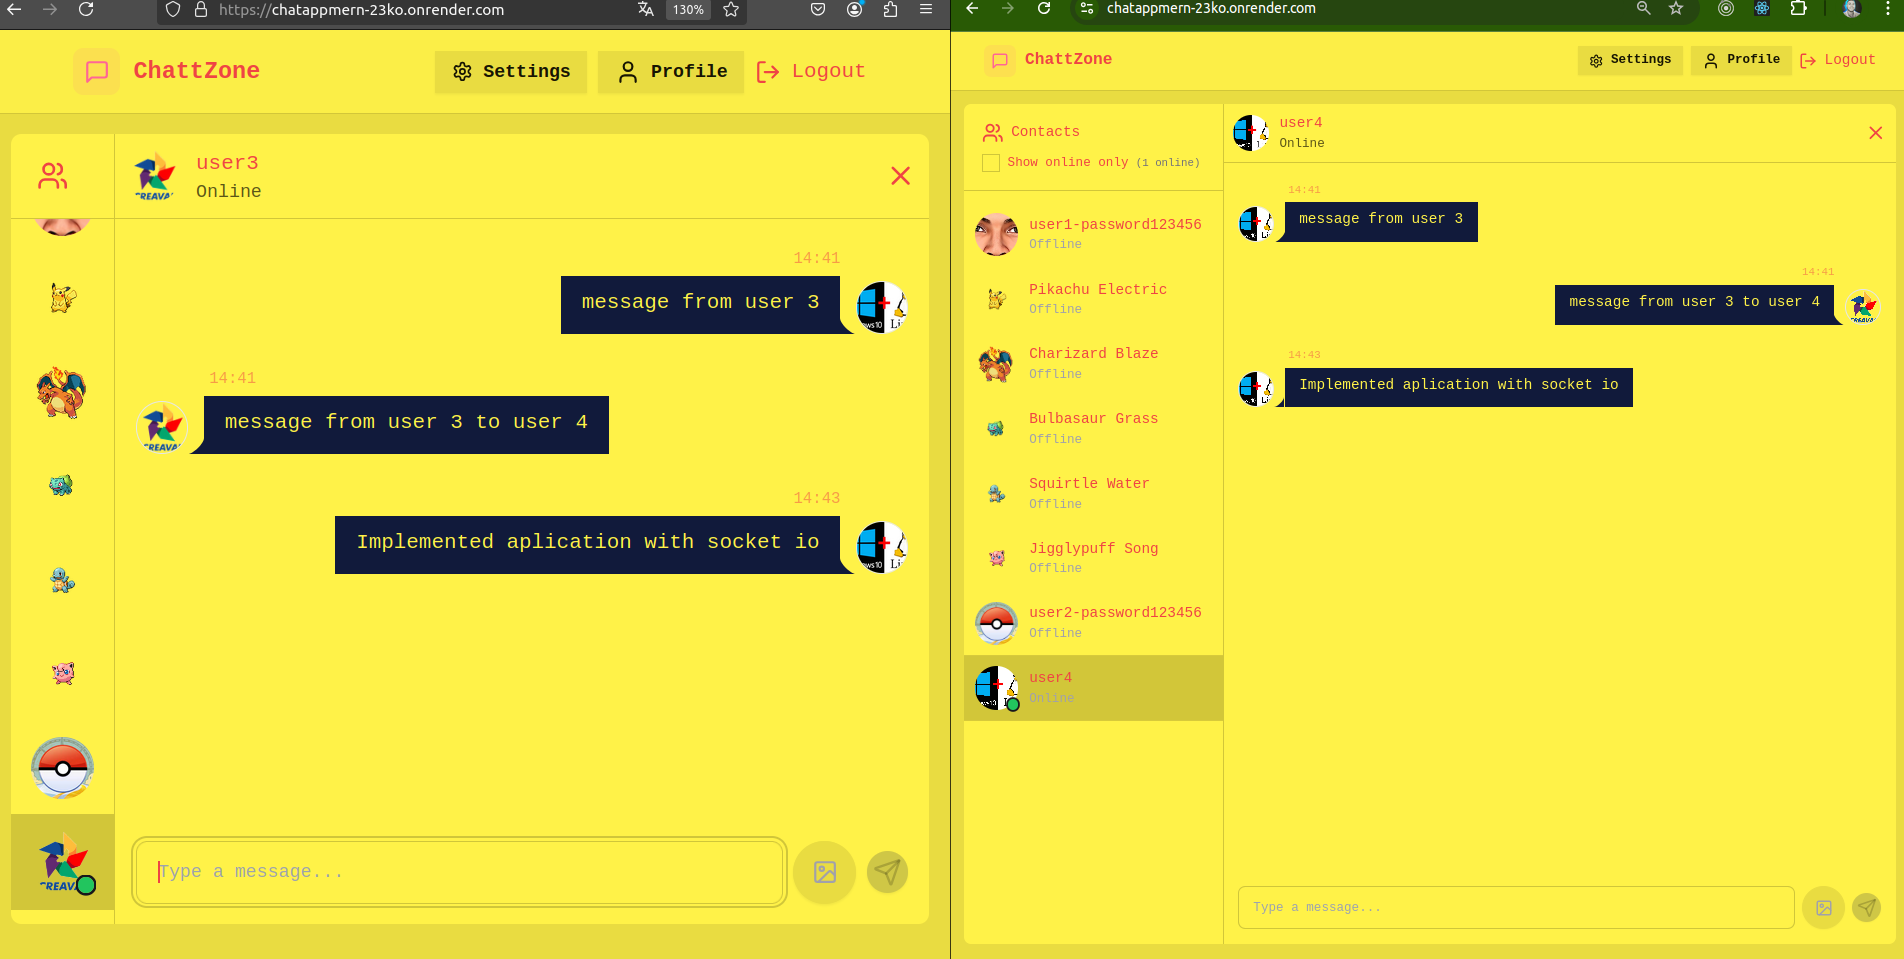 https://chatappmern-23ko.onrender.com
130%
ChattZone
Settings
Profile
Logout
user3
Online
14:41
message from user 3
14:41
message from user 3 to user 4
14:43
Implemented aplication with socket io
Type a message...
chatappmern-23ko.onrender.com
ChattZone
Settings
Profile
Logout
Contacts
Show online only (1 online)
user1-password123456
Offline
Pikachu Electric
Offline
Charizard Blaze
Offline
Bulbasaur Grass
Offline
Squirtle Water
Offline
Jigglypuff Song
Offline
user2-password123456
Offline
user4
Online
user4
Online
14:41
message from user 3
14:41
message from user 3 to user 4
14:43
Implemented aplication with socket io
Type a message...